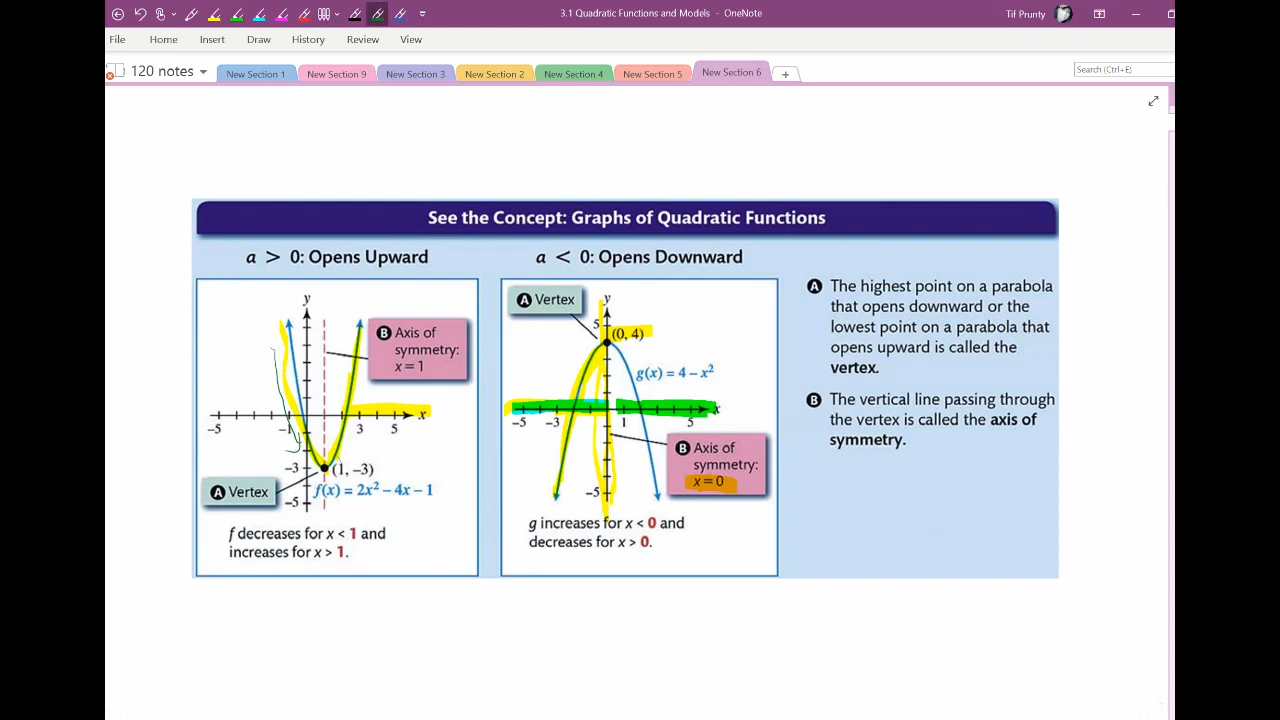 3.1 Quadratic Functions and Models - OneNote
Tif Prunty
File Home Insert Draw History Review View
120 notes
New Section 1 New Section 9 New Section 3 New Section 2 New Section 4 New Section 5 New Section 6 +
Search (Ctrl+E)
See the Concept: Graphs of Quadratic Functions
a > 0: Opens Upward
y
B Axis of
symmetry:
x = 1
x
-5 -1 3 5
-3
(1, -3)
A Vertex
f(x) = 2x² - 4x - 1
-5
f decreases for x < 1 and
increases for x > 1.
a < 0: Opens Downward
A Vertex
y
5
(0, 4)
g(x) = 4 - x²
x
-5 -3 1 5
B Axis of
symmetry:
x = 0
-5
g increases for x < 0 and
decreases for x > 0.
A The highest point on a parabola
that opens downward or the
lowest point on a parabola that
opens upward is called the
vertex.
B The vertical line passing through
the vertex is called the axis of
symmetry.